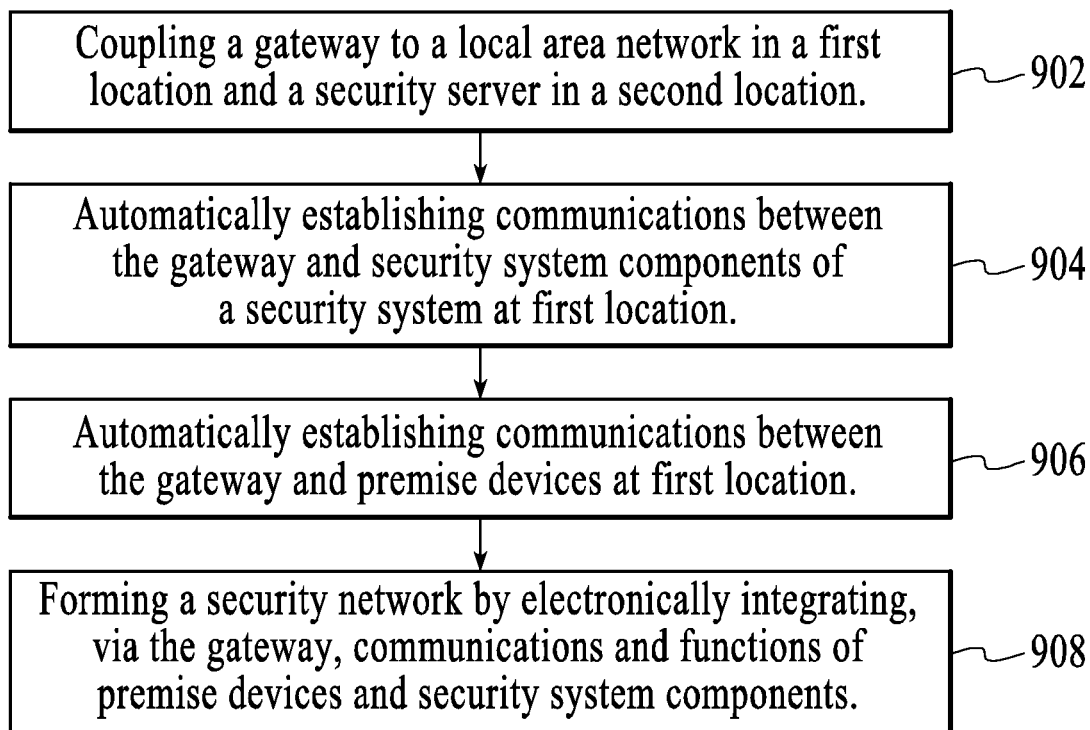 Coupling a gateway to a local area network in a first
location and a security server in a second location.
902
Automatically establishing communications between
the gateway and security system components of
a security system at first location.
904
Automatically establishing communications between
the gateway and premise devices at first location.
906
Forming a security network by electronically integrating,
via the gateway, communications and functions of
premise devices and security system components.
908